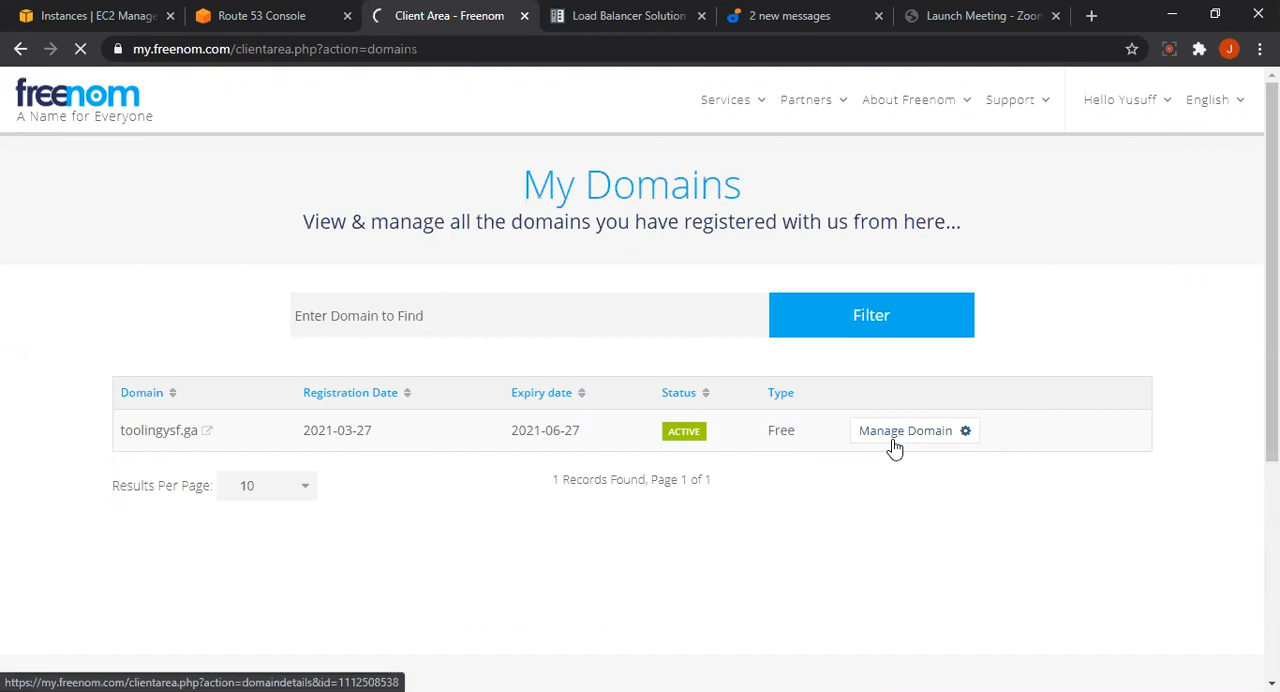 Instances | EC2 Manage
Route 53 Console
Client Area - Freenom
Load Balancer Solution
2 new messages
Launch Meeting - Zoom
my.freenom.com/clientarea.php?action=domains
J
freenom
A Name for Everyone
Services
Partners
About Freenom
Support
Hello Yusuff
English
My Domains
View & manage all the domains you have registered with us from here...
Enter Domain to Find
Filter
Domain Registration Date Expiry date Status Type
toolingysf.ga 2021-03-27 2021-06-27 ACTIVE Free Manage Domain
Results Per Page: 10
1 Records Found, Page 1 of 1
https://my.freenom.com/clientarea.php?action=domaindetails&id=1112508538